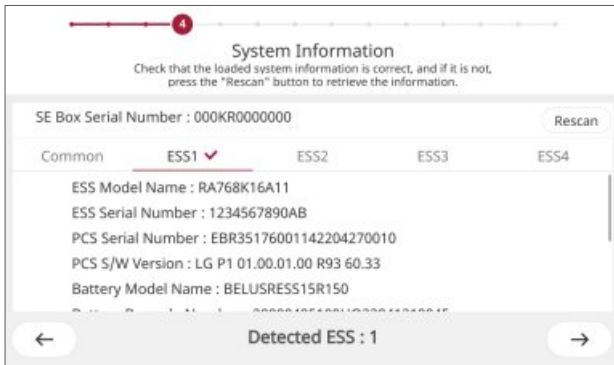 4
System Information
Check that the loaded system information is correct, and if it is not,
press the "Rescan" button to retrieve the information.
SE Box Serial Number : 000KR0000000
Rescan
Common ESS1 ESS2 ESS3 ESS4
ESS Model Name : RA768K16A11
ESS Serial Number : 1234567890AB
PCS Serial Number : EBR35176001142204270010
PCS S/W Version : LG P1 01.00.01.00 R93 60.33
Battery Model Name : BELUSRESS15R150
Detected ESS : 1